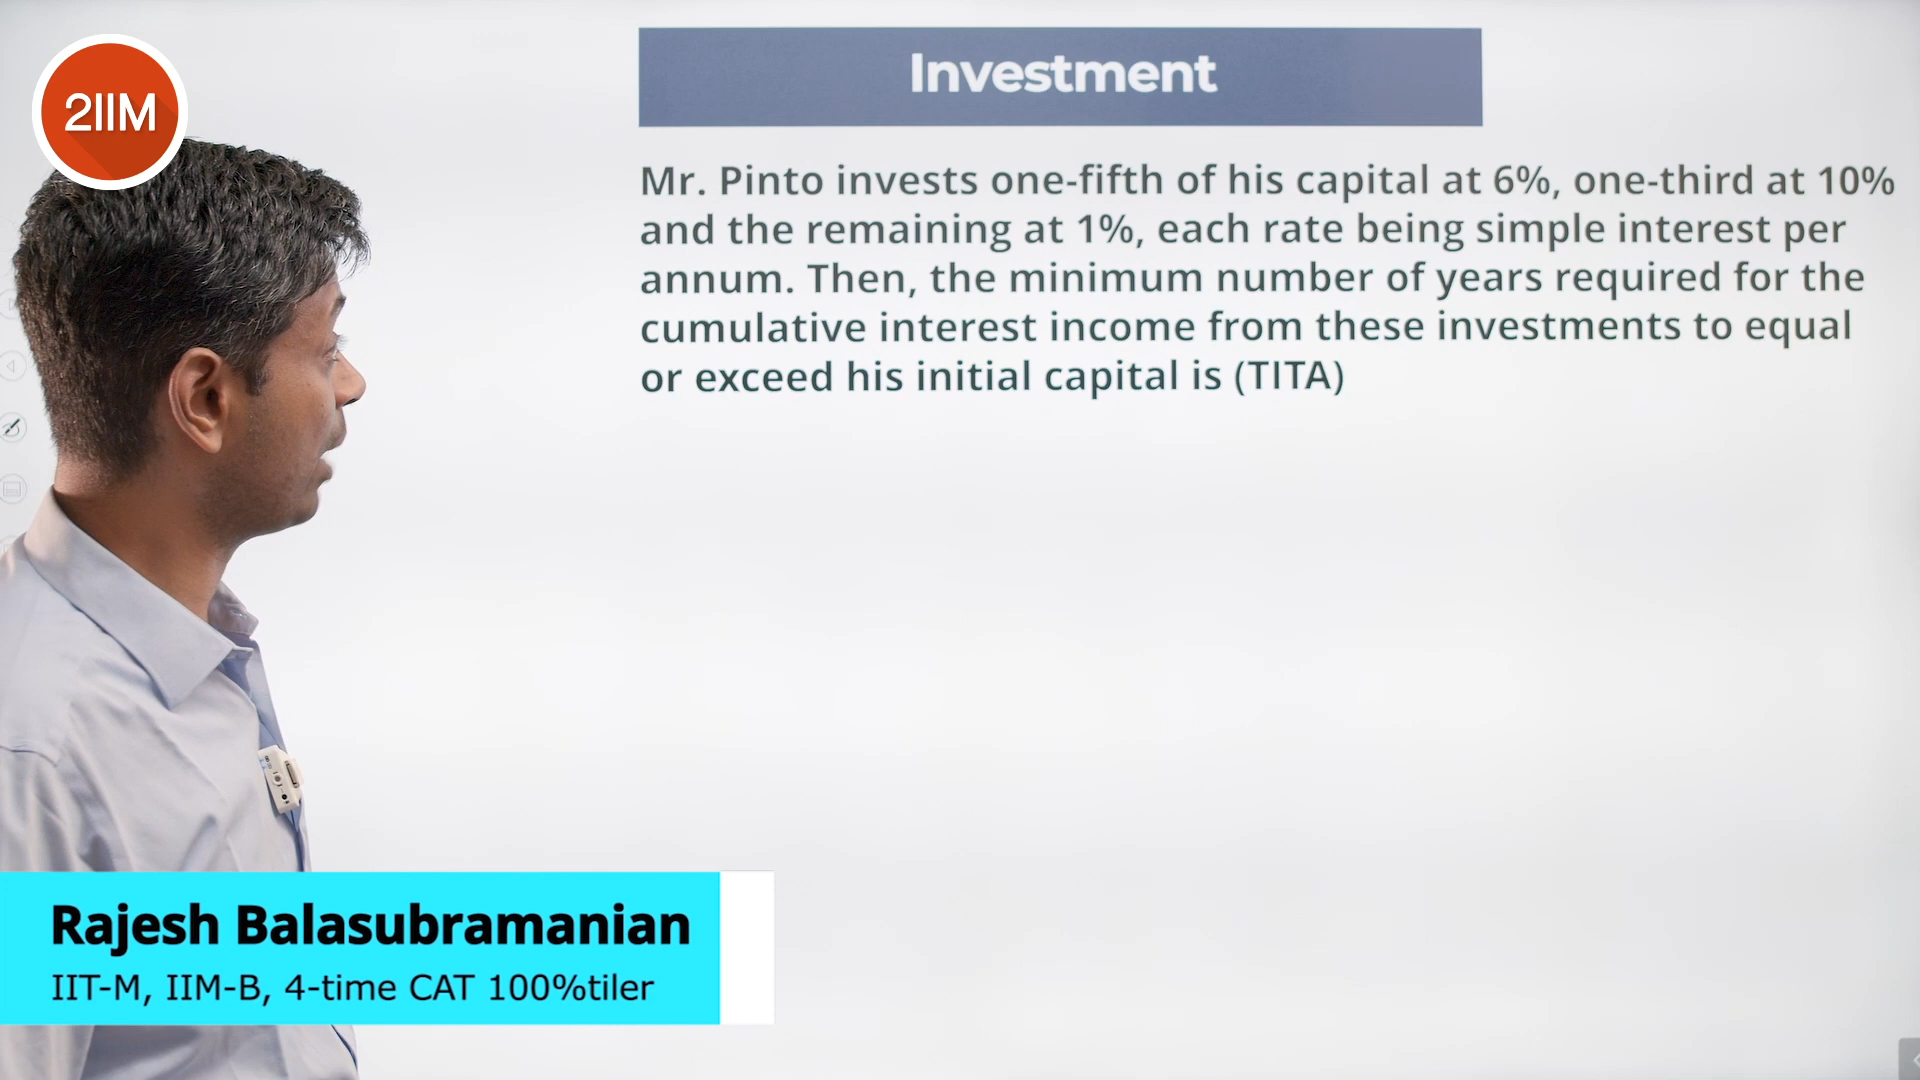 2IIM
Investment
Mr. Pinto invests one-fifth of his capital at 6%, one-third at 10%
and the remaining at 1%, each rate being simple interest per
annum. Then, the minimum number of years required for the
cumulative interest income from these investments to equal
or exceed his initial capital is (TITA)
Rajesh Balasubramanian
IIT-M, IIM-B, 4-time CAT 100%tiler